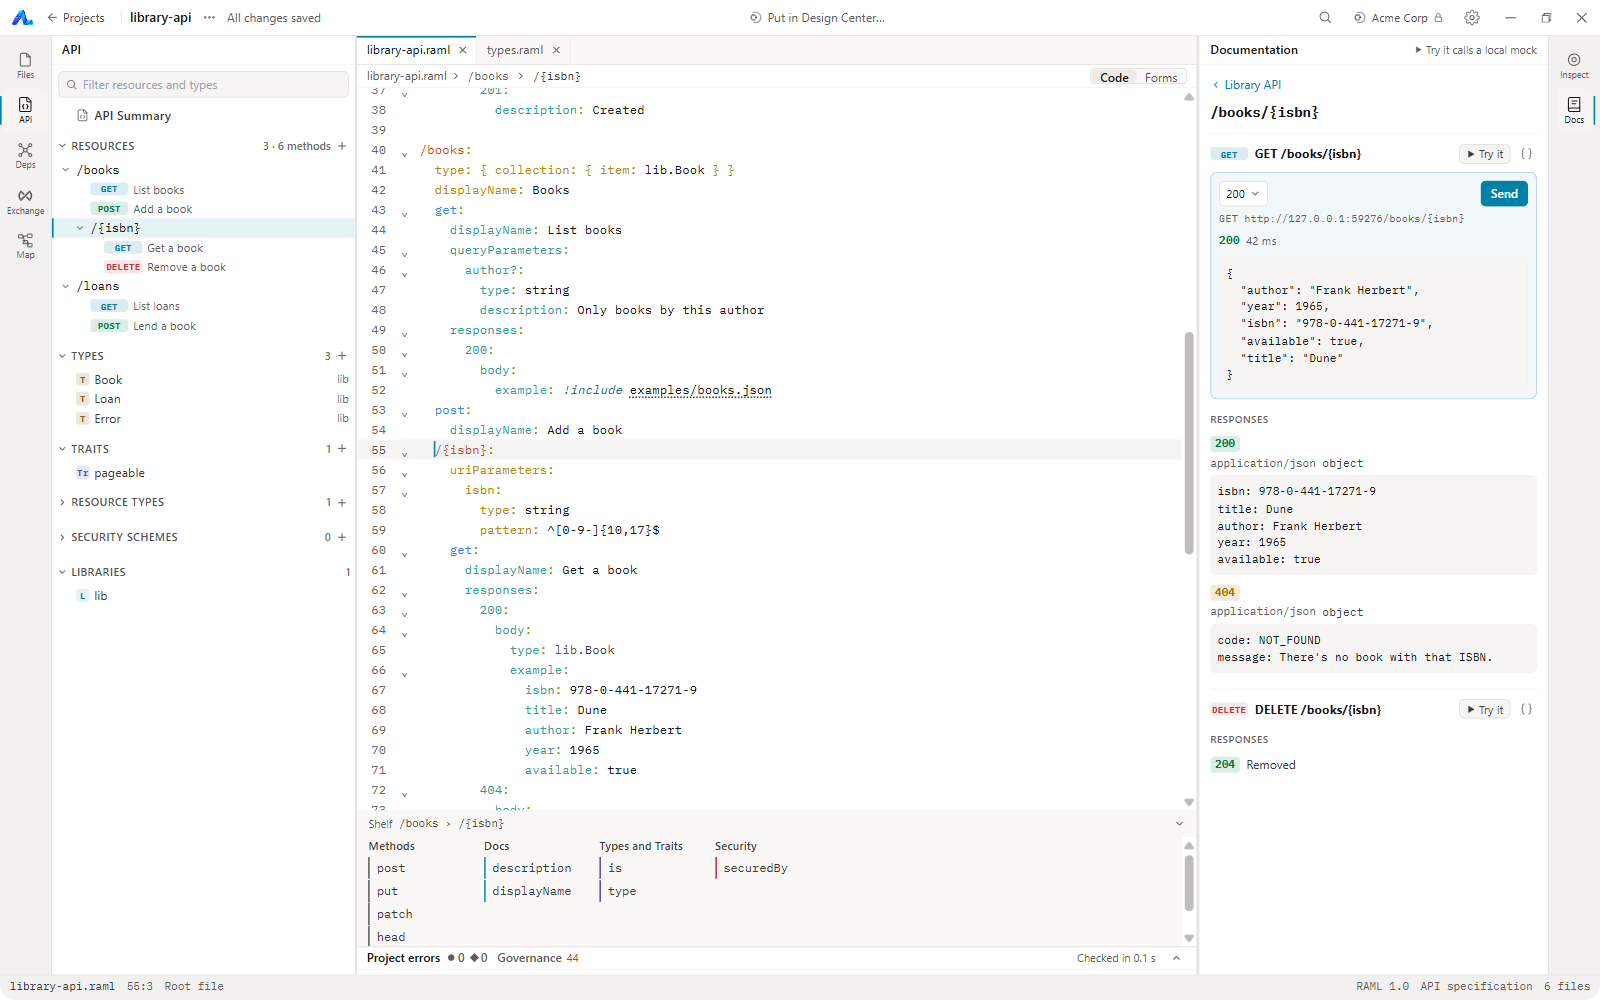 Projects
library-api
All changes saved
Put in Design Center...
Acme Corp
Files
API
Deps
Exchange
Map
API
Filter resources and types
API Summary
RESOURCES 3 · 6 methods +
/books
GET List books
POST Add a book
/{isbn}
GET Get a book
DELETE Remove a book
/loans
GET List loans
POST Lend a book
TYPES 3 +
T Book lib
T Loan lib
T Error lib
TRAITS 1 +
Tr pageable
RESOURCE TYPES 1 +
SECURITY SCHEMES 0 +
LIBRARIES 1
L lib
library-api.raml
types.raml
library-api.raml > /books > /{isbn}
Code Forms
37 201:
38 description: Created
39
40 /books:
41 type: { collection: { item: lib.Book } }
42 displayName: Books
43 get:
44 displayName: List books
45 queryParameters:
46 author?:
47 type: string
48 description: Only books by this author
49 responses:
50 200:
51 body:
52 example: !include examples/books.json
53 post:
54 displayName: Add a book
55 /{isbn}:
56 uriParameters:
57 isbn:
58 type: string
59 pattern: ^[0-9-]{10,17}$
60 get:
61 displayName: Get a book
62 responses:
63 200:
64 body:
65 type: lib.Book
66 example:
67 isbn: 978-0-441-17271-9
68 title: Dune
69 author: Frank Herbert
70 year: 1965
71 available: true
72 404:
73 body:
Shelf /books > /{isbn}
Methods
post
put
patch
head
Docs
description
displayName
Types and Traits
is
type
Security
securedBy
Project errors 0 0 Governance 44
Checked in 0.1 s
Documentation
Try it calls a local mock
Library API
/books/{isbn}
GET GET /books/{isbn} Try it {}
200 Send
GET http://127.0.0.1:59276/books/{isbn}
200 42 ms
{
"author": "Frank Herbert",
"year": 1965,
"isbn": "978-0-441-17271-9",
"available": true,
"title": "Dune"
}
RESPONSES
200
application/json object
isbn: 978-0-441-17271-9
title: Dune
author: Frank Herbert
year: 1965
available: true
404
application/json object
code: NOT_FOUND
message: There's no book with that ISBN.
DELETE DELETE /books/{isbn} Try it {}
RESPONSES
204 Removed
Inspect
Docs
library-api.raml 55:3 Root file
RAML 1.0 API specification 6 files